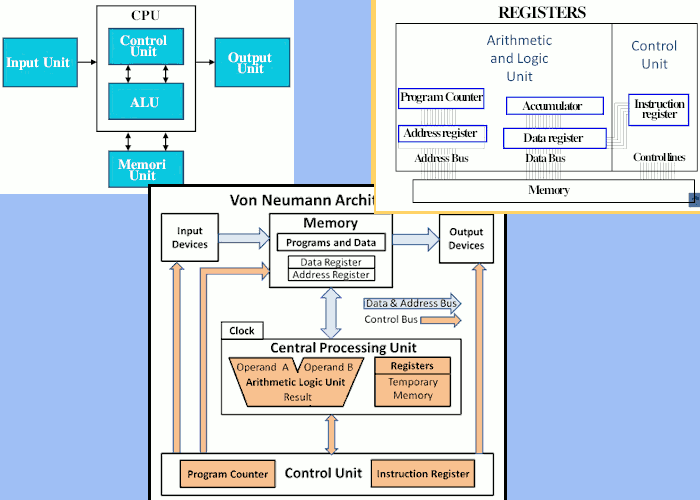 CPU
Input Unit
Control
Unit
ALU
Output
Unit
Memori
Unit
REGISTERS
Arithmetic
and Logic
Unit
Control
Unit
Program Counter
Accumulator
Instruction
register
Address register
Data register
Address Bus
Data Bus
Control lines
Memory
Von Neumann Archit
Input
Devices
Memory
Programs and Data
Data Register
Address Register
Output
Devices
Data & Address Bus
Control Bus
Clock
Central Processing Unit
Operand A
Operand B
Arithmetic Logic Unit
Result
Registers
Temporary
Memory
Program Counter
Control Unit
Instruction Register